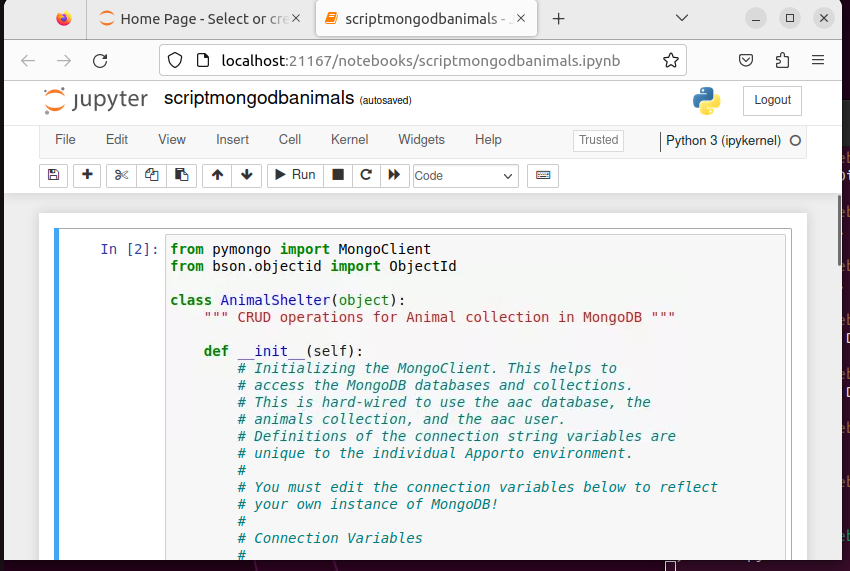 Home Page - Select or cre
scriptmongodbanimals - J
localhost:21167/notebooks/scriptmongodbanimals.ipynb
jupyter scriptmongodbanimals (autosaved)
Logout
File Edit View Insert Cell Kernel Widgets Help
Trusted
Python 3 (ipykernel)
Run
Code
In [2]:
from pymongo import MongoClient
from bson.objectid import ObjectId
class AnimalShelter(object):
""" CRUD operations for Animal collection in MongoDB """
def __init__(self):
# Initializing the MongoClient. This helps to
# access the MongoDB databases and collections.
# This is hard-wired to use the aac database, the
# animals collection, and the aac user.
# Definitions of the connection string variables are
# unique to the individual Apporto environment.
#
# You must edit the connection variables below to reflect
# your own instance of MongoDB!
#
# Connection Variables
#